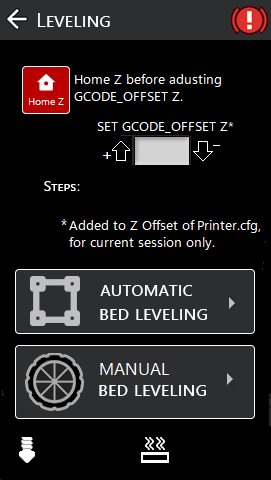 LEVELING
Home Z
Home Z before adusting
GCODE_OFFSET Z.
SET GCODE_OFFSET Z*
+ −
STEPS:
* Added to Z Offset of Printer.cfg,
for current session only.
AUTOMATIC
BED LEVELING
MANUAL
BED LEVELING